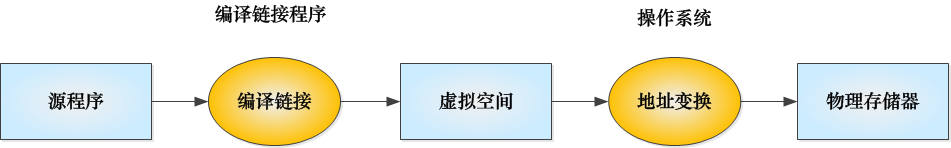 编译链接程序
操作系统
源程序
编译链接
虚拟空间
地址变换
物理存储器